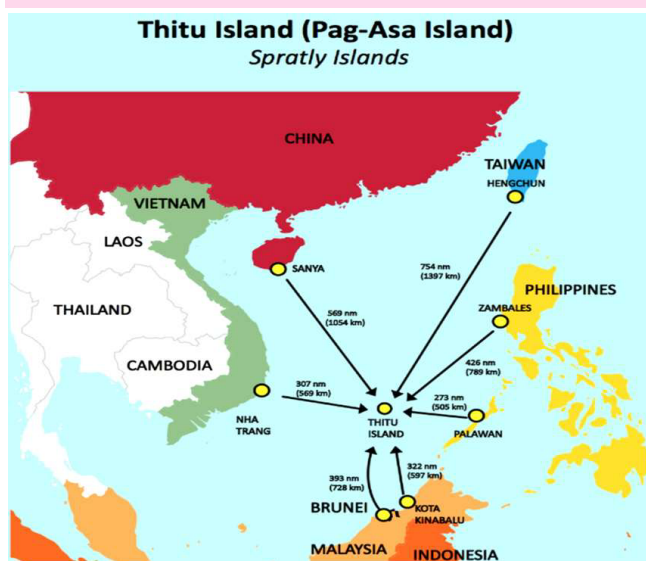 Thitu Island (Pag-Asa Island)
Spratly Islands
CHINA
TAIWAN
HENGCHUN
VIETNAM
LAOS
SANYA
754 nm
(1397 km)
PHILIPPINES
THAILAND
569 nm
(1054 km)
ZAMBALES
CAMBODIA
426 nm
(789 km)
307 nm
(569 km)
273 nm
(505 km)
NHA
TRANG
THITU
ISLAND
PALAWAN
393 nm
(728 km)
322 nm
(597 km)
BRUNEI
KOTA
KINABALU
MALAYSIA
INDONESIA